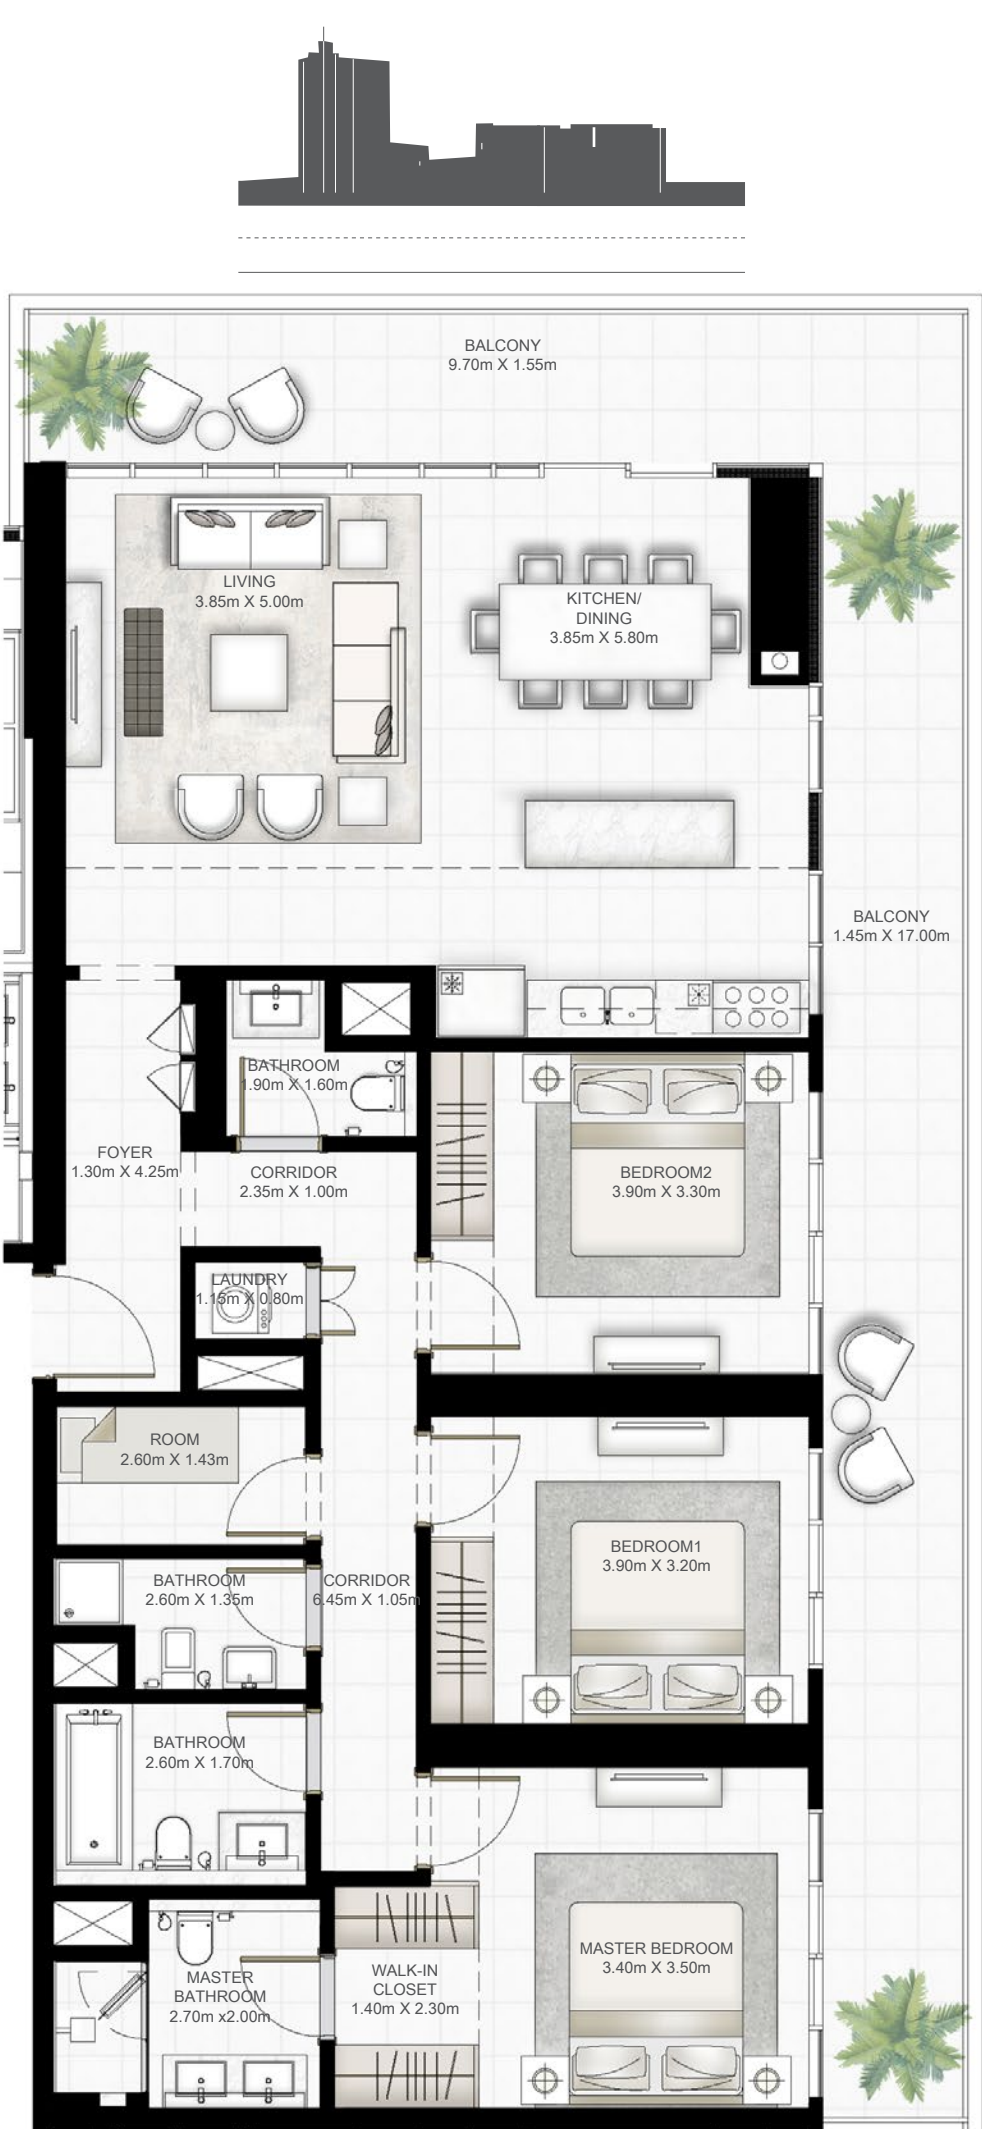 BALCONY
9.70m X 1.55m
LIVING
3.85m X 5.00m
KITCHEN/
DINING
3.85m X 5.80m
BALCONY
1.45m X 17.00m
BATHROOM
1.90m X 1.60m
FOYER
1.30m X 4.25m
CORRIDOR
2.35m X 1.00m
BEDROOM2
3.90m X 3.30m
LAUNDRY
1.15m X 0.80m
ROOM
2.60m X 1.43m
BEDROOM1
3.90m X 3.20m
BATHROOM
2.60m X 1.35m
CORRIDOR
6.45m X 1.05m
BATHROOM
2.60m X 1.70m
MASTER BEDROOM
3.40m X 3.50m
WALK-IN
CLOSET
1.40m X 2.30m
MASTER
BATHROOM
2.70m x2.00m